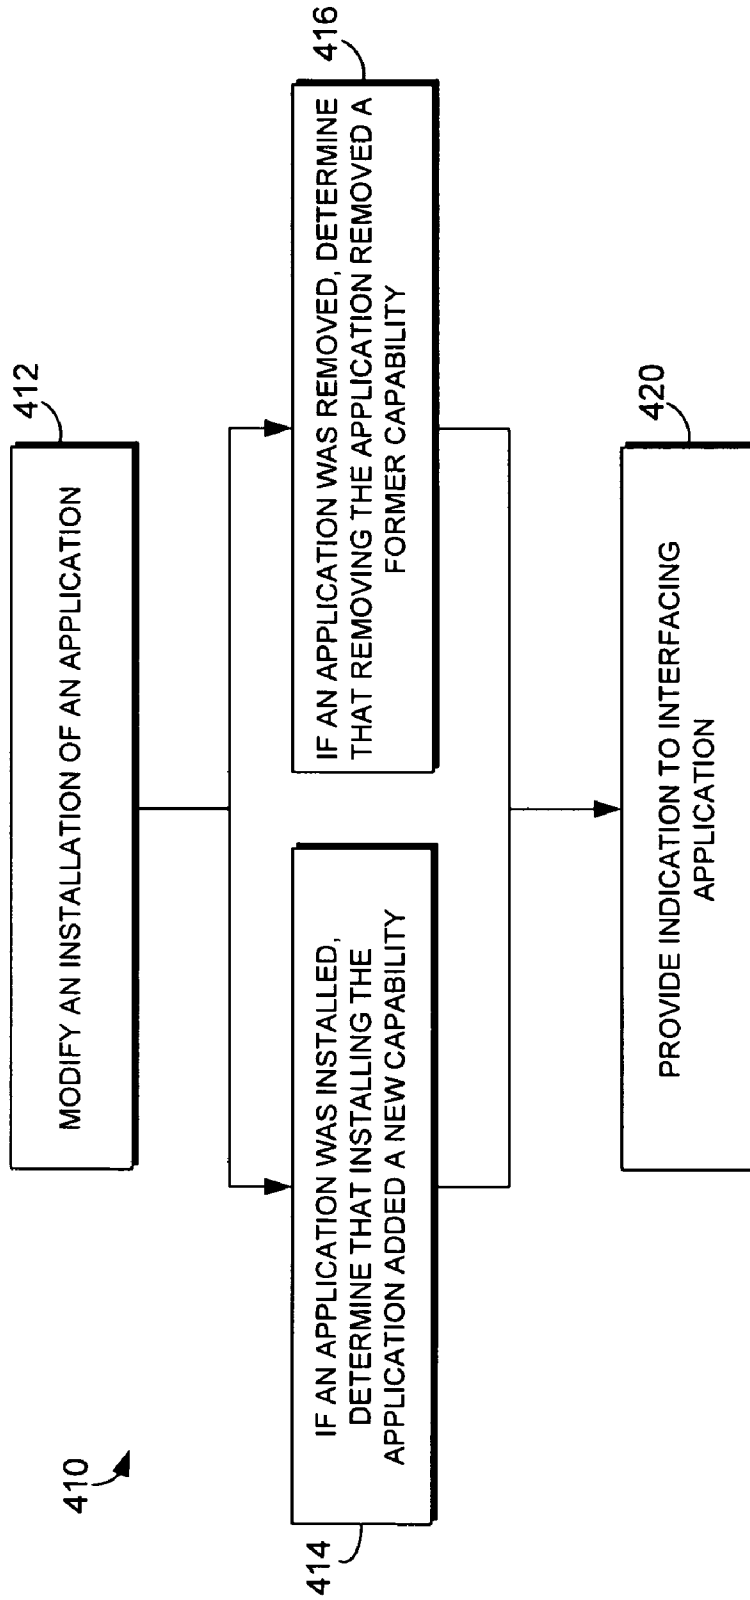 410
412
MODIFY AN INSTALLATION OF AN APPLICATION
414
IF AN APPLICATION WAS INSTALLED,
DETERMINE THAT INSTALLING THE
APPLICATION ADDED A NEW CAPABILITY
416
IF AN APPLICATION WAS REMOVED, DETERMINE
THAT REMOVING THE APPLICATION REMOVED A
FORMER CAPABILITY
420
PROVIDE INDICATION TO INTERFACING
APPLICATION